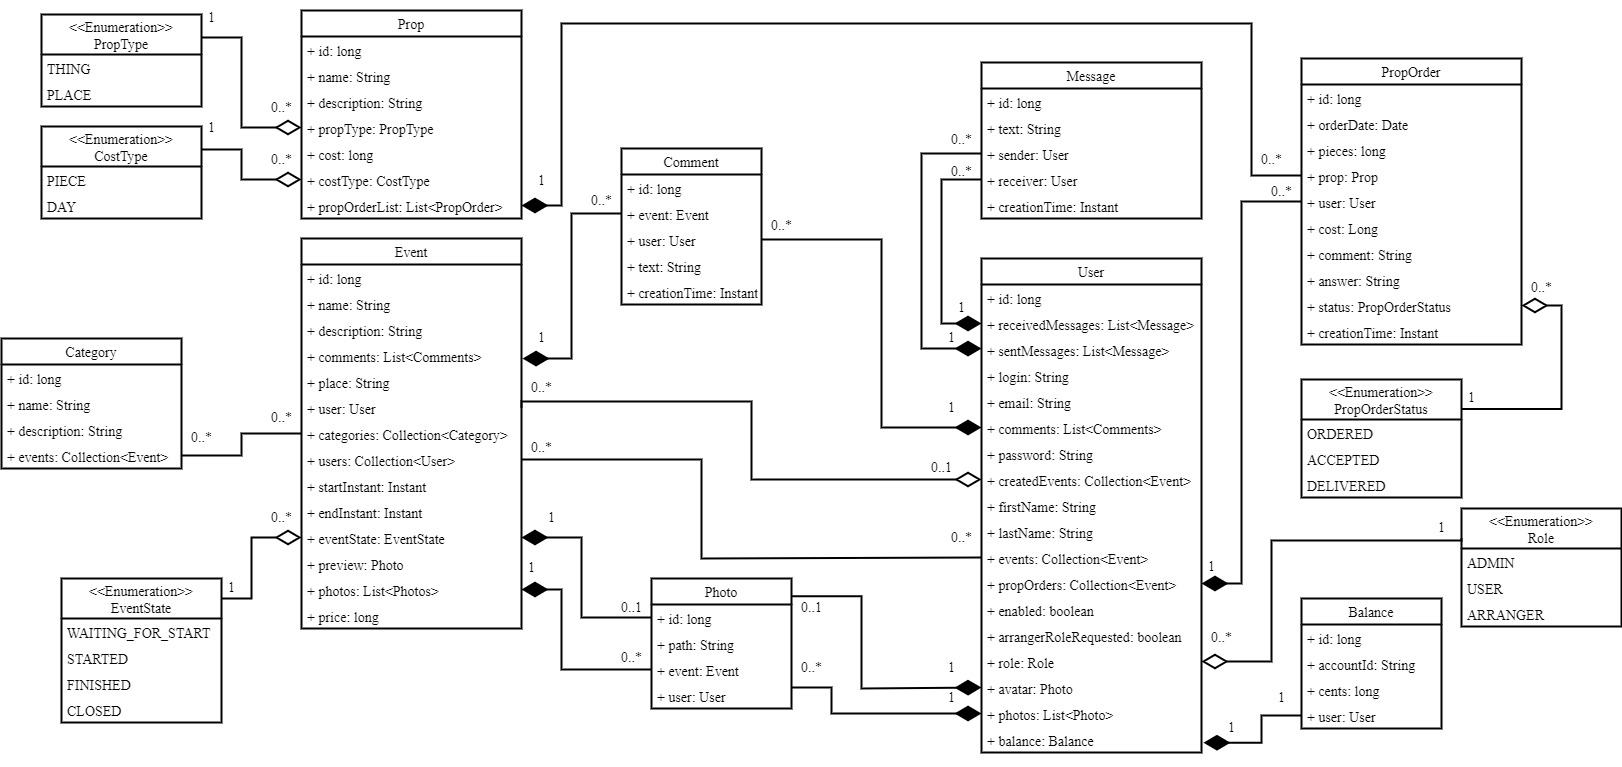 <<Enumeration>>
PropType
THING
PLACE
1
0..*
<<Enumeration>>
CostType
PIECE
DAY
1
0..*
Prop
+ id: long
+ name: String
+ description: String
+ propType: PropType
+ cost: long
+ costType: CostType
+ propOrderList: List<PropOrder>
1
0..*
Comment
+ id: long
+ event: Event
+ user: User
+ text: String
+ creationTime: Instant
0..*
0..*
Message
+ id: long
+ text: String
+ sender: User
+ receiver: User
+ creationTime: Instant
0..*
0..*
PropOrder
+ id: long
+ orderDate: Date
+ pieces: long
+ prop: Prop
+ user: User
+ cost: Long
+ comment: String
+ answer: String
+ status: PropOrderStatus
+ creationTime: Instant
0..*
0..*
Category
+ id: long
+ name: String
+ description: String
+ events: Collection<Event>
0..*
0..*
Event
+ id: long
+ name: String
+ description: String
+ comments: List<Comments>
+ place: String
+ user: User
+ categories: Collection<Category>
+ users: Collection<User>
+ startInstant: Instant
+ endInstant: Instant
+ eventState: EventState
+ preview: Photo
+ photos: List<Photos>
+ price: long
1
0..*
0..*
1
1
0..*
<<Enumeration>>
EventState
WAITING_FOR_START
STARTED
FINISHED
CLOSED
1
User
+ id: long
+ receivedMessages: List<Message>
+ sentMessages: List<Message>
+ login: String
+ email: String
+ comments: List<Comments>
+ password: String
+ createdEvents: Collection<Event>
+ firstName: String
+ lastName: String
+ events: Collection<Event>
+ propOrders: Collection<Event>
+ enabled: boolean
+ arrangerRoleRequested: boolean
+ role: Role
+ avatar: Photo
+ photos: List<Photo>
+ balance: Balance
1
1
1
0..1
0..*
1
1
1
0..*
1
Photo
+ id: long
+ path: String
+ event: Event
+ user: User
0..1
0..*
0..1
0..*
<<Enumeration>>
PropOrderStatus
ORDERED
ACCEPTED
DELIVERED
1
<<Enumeration>>
Role
ADMIN
USER
ARRANGER
1
Balance
+ id: long
+ accountId: String
+ cents: long
+ user: User
1